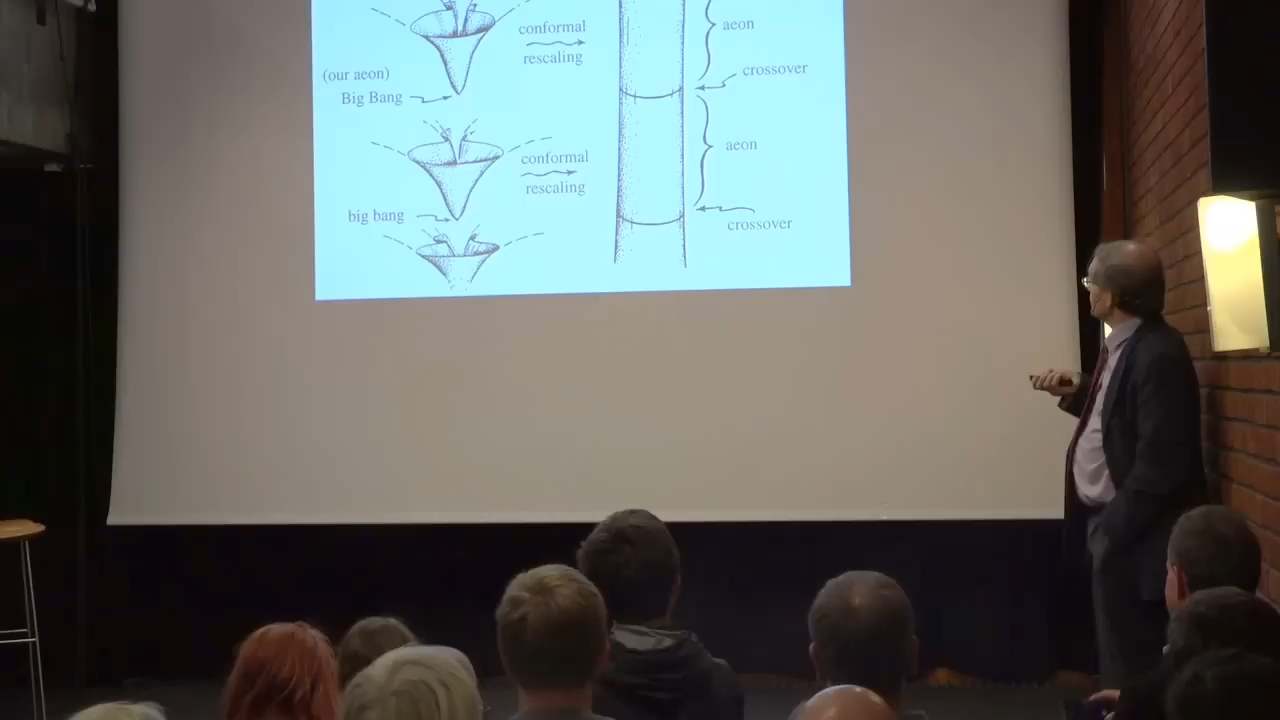 conformal
rescaling
aeon
(our aeon)
Big Bang
crossover
conformal
rescaling
aeon
big bang
crossover